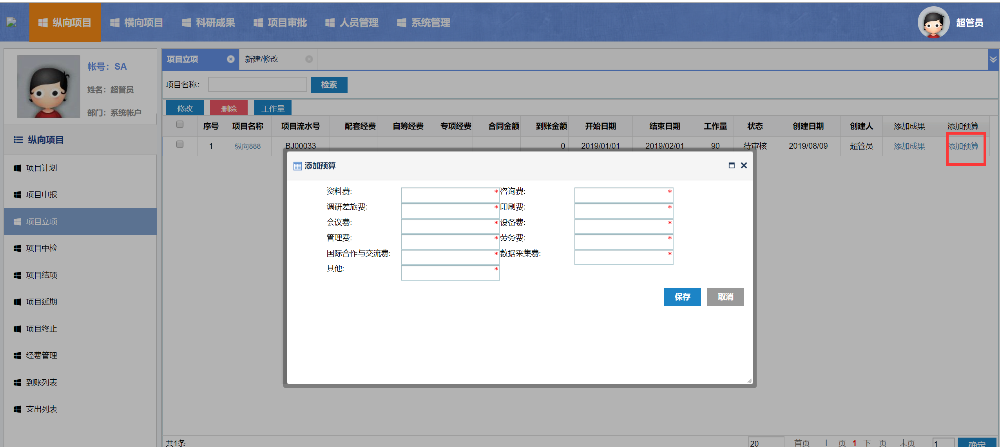 纵向项目 横向项目 科研成果 项目审批 人员管理 系统管理 超管员
帐号：SA
姓名：超管员
部门：系统帐户
纵向项目
项目计划
项目申报
项目立项
项目中检
项目结项
项目延期
项目终止
经费管理
到账列表
支出列表
项目立项 新建/修改
项目名称： 检索
修改 删除 工作量
序号 项目名称 项目流水号 配套经费 自筹经费 专项经费 合同金额 到账金额 开始日期 结束日期 工作量 状态 创建日期 创建人 添加成果 添加预算
1 纵向888 BJ00033 0 2019/01/01 2019/02/01 90 待审核 2019/08/09 超管员 添加成果 添加预算
添加预算
资料费: * 咨询费: *
调研差旅费: * 印刷费: *
会议费: * 设备费: *
管理费: * 劳务费: *
国际合作与交流费: * 数据采集费: *
其他: *
保存 取消
共1条 20 首页 上一页 1 下一页 末页 1 确定